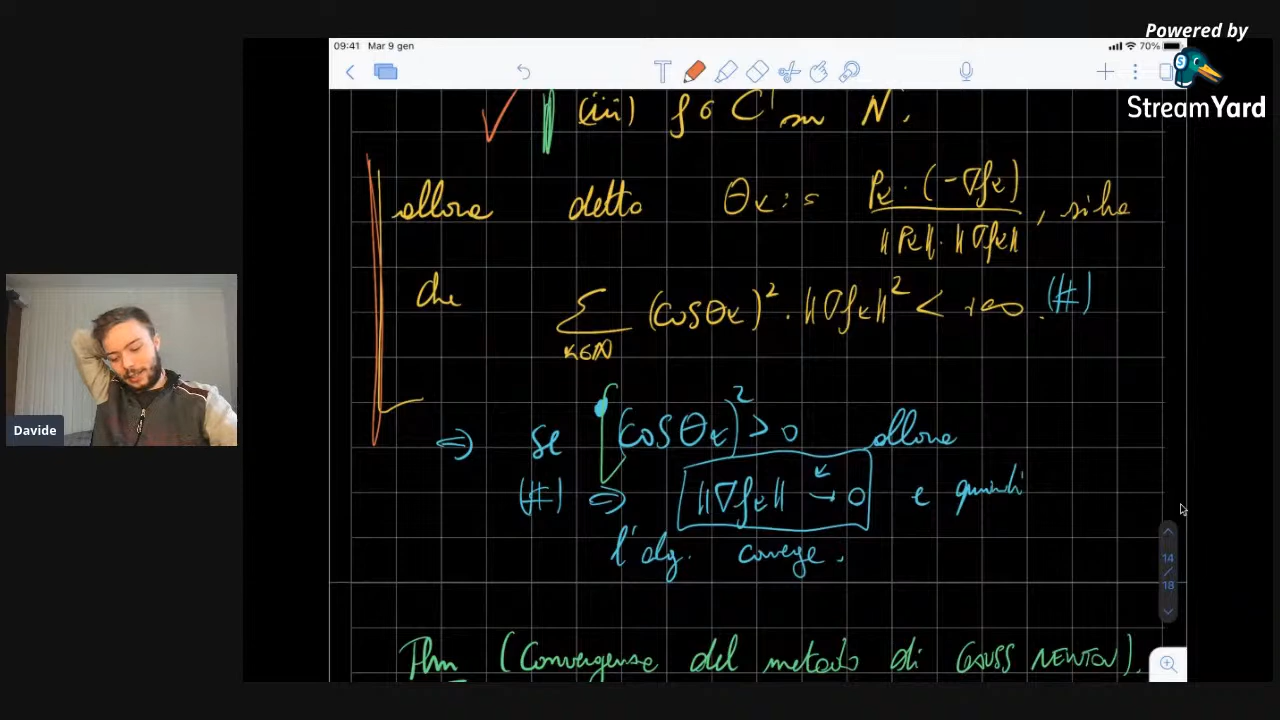 Powered by
StreamYard
09:41 Mar 9 gen
70%
(iii) f è C¹ su N.
allora detto θₖ := pₖ · (-∇fₖ) / ‖pₖ‖ · ‖∇fₖ‖ , si ha
che ∑ₖ∈ℕ (cos θₖ)² · ‖∇fₖ‖² < +∞. (#)
⇒ se (cos θₖ)² > 0 allora
(#) ⇒ ‖∇fₖ‖ →ᵏ 0 e quindi
l'alg. converge.
Thm (Convergenza del metodo di GAUSS NEWTON).
Davide
14
/
18